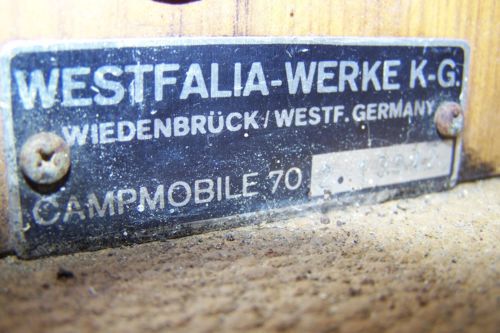 WESTFALIA-WERKE K-G.
WIEDENBRÜCK/WESTF. GERMANY
CAMPMOBILE 70